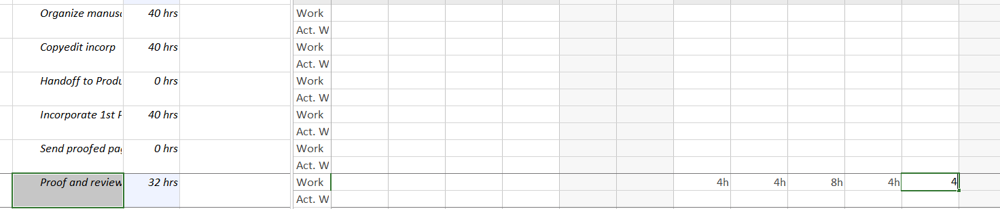 Organize manus 40 hrs Work
Act. W
Copyedit incorp 40 hrs Work
Act. W
Handoff to Produ 0 hrs Work
Act. W
Incorporate 1st P 40 hrs Work
Act. W
Send proofed pa 0 hrs Work
Act. W
Proof and review 32 hrs Work 4h 4h 8h 4h 4
Act. W